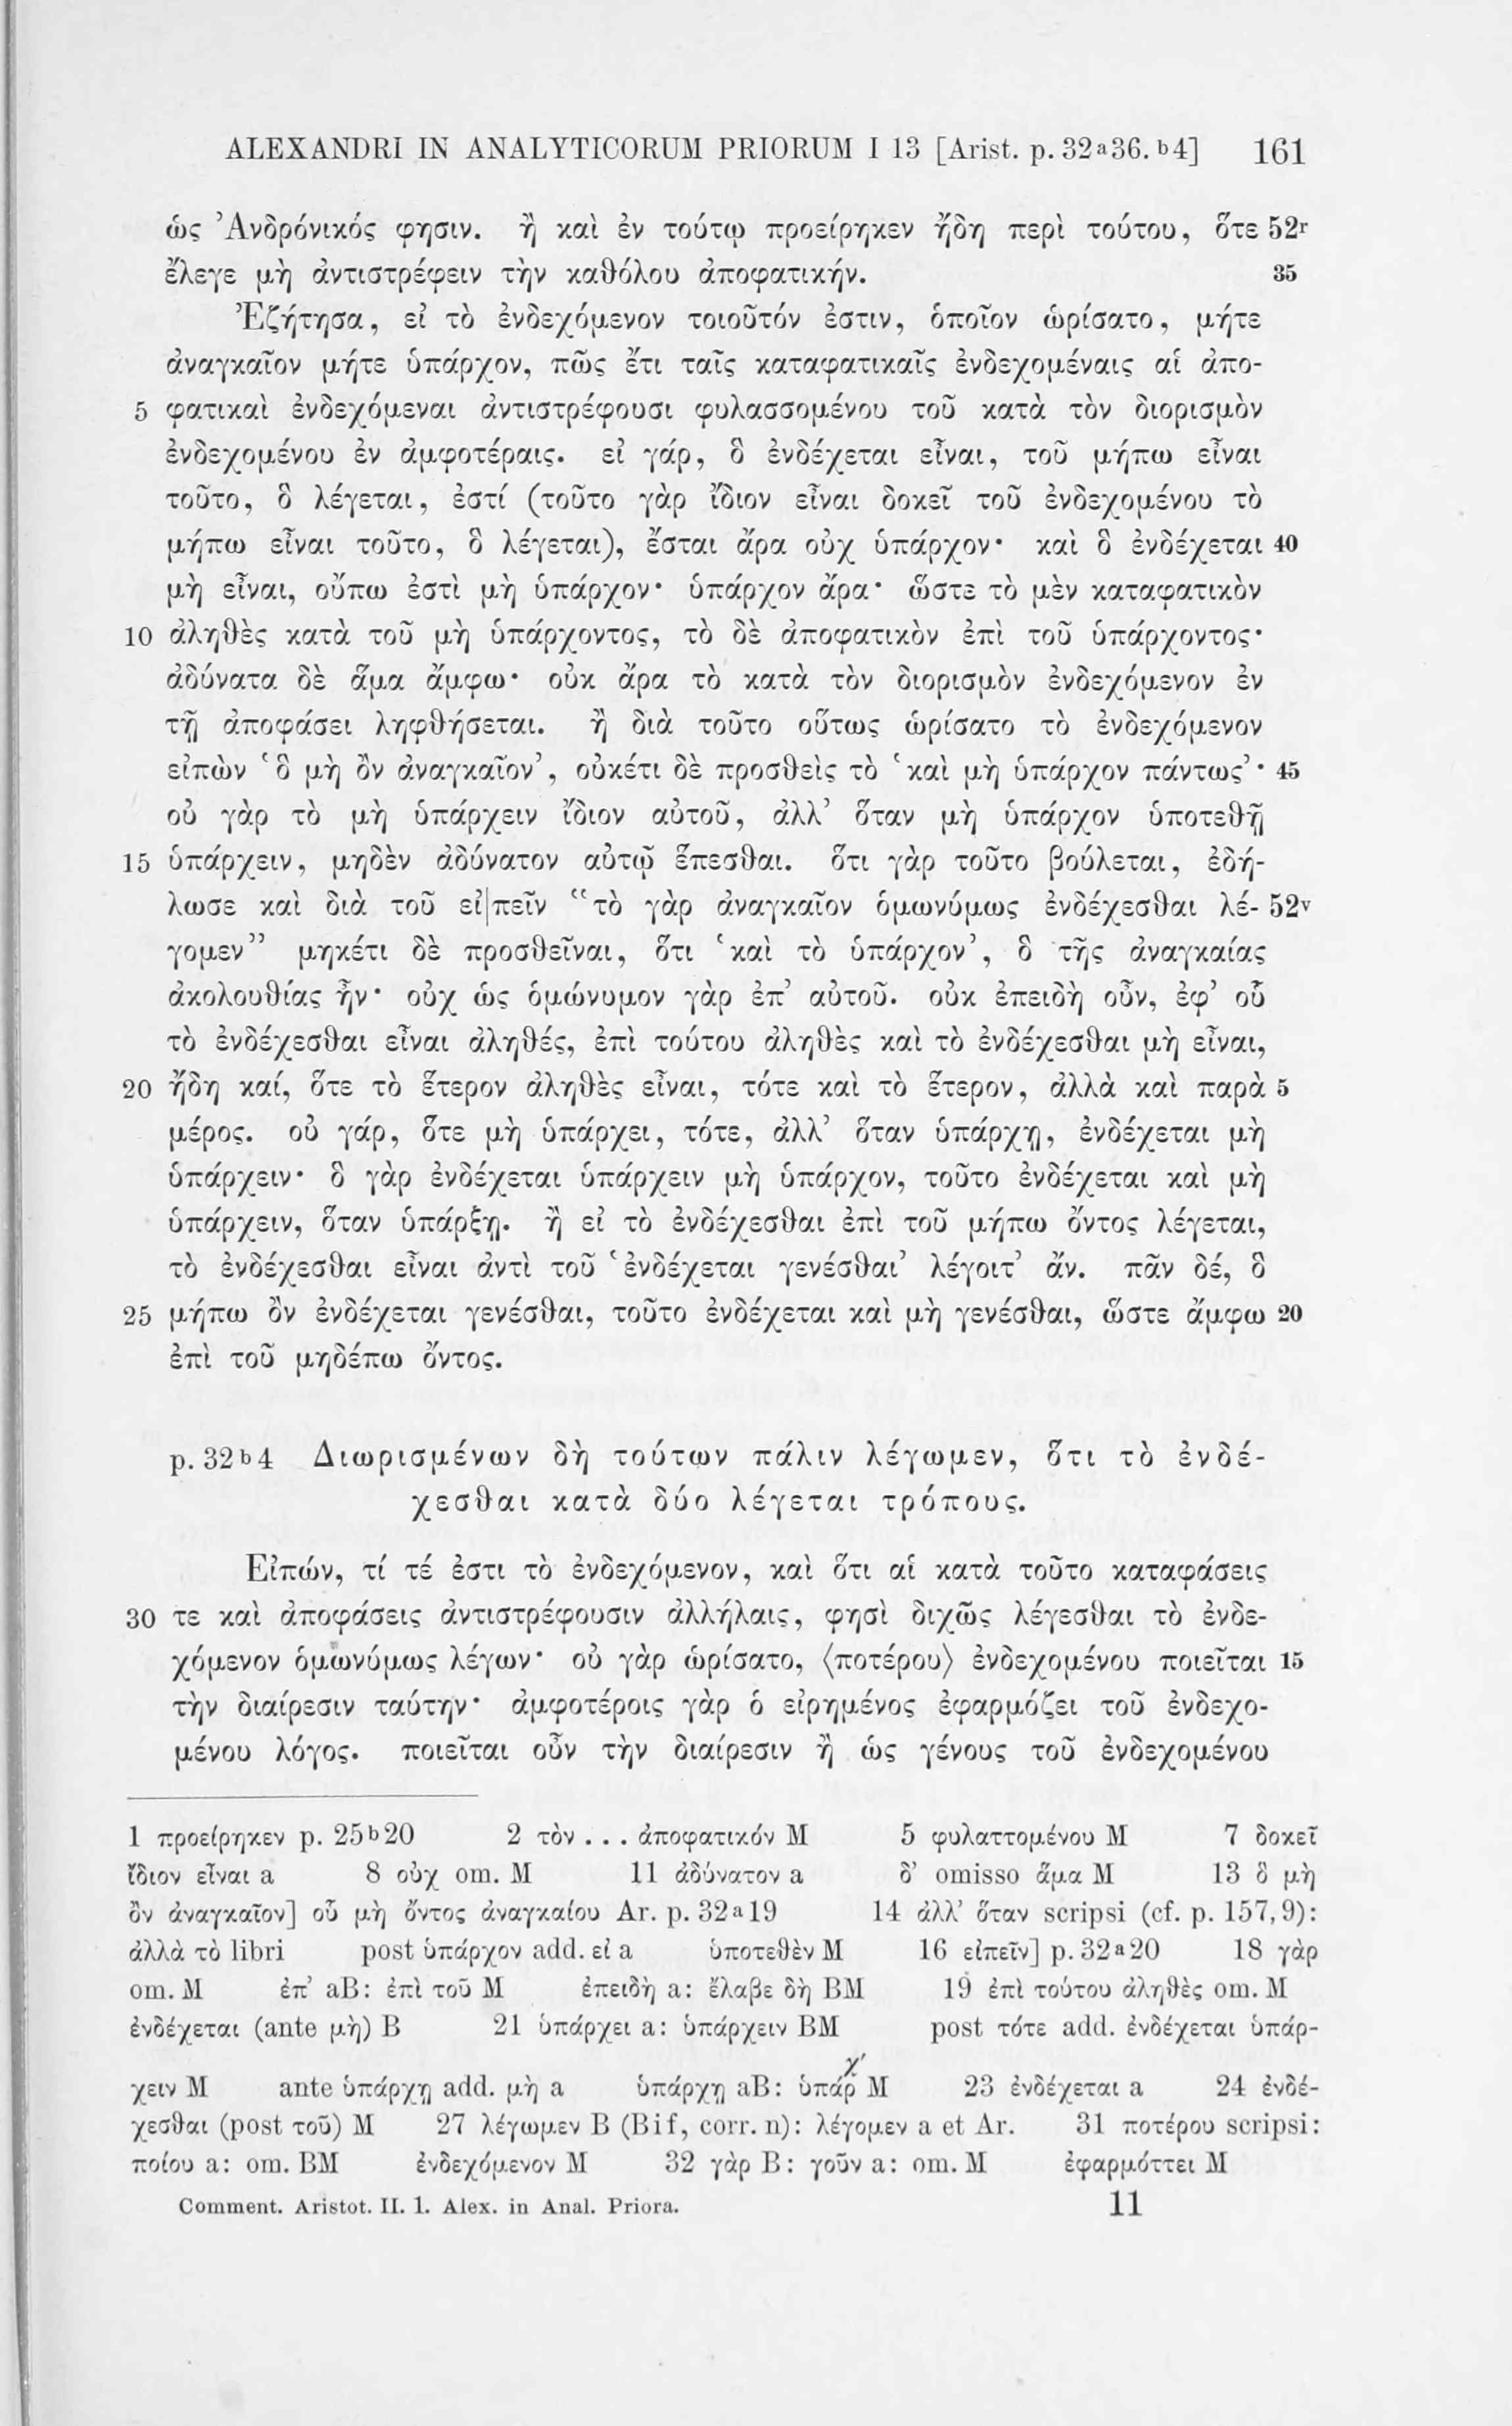 ALEXANDRI IN ANALYTICORUM PRIORUM I 13 [Arist. p. 32a36. b4] 161
ὡς Ἀνδρόνικός φησιν. ἢ καὶ ἐν τούτῳ προείρηκεν ἤδη περὶ τούτου, ὅτε 52r
ἔλεγε μὴ ἀντιστρέφειν τὴν καθόλου ἀποφατικήν. 35
Ἐζήτησα, εἰ τὸ ἐνδεχόμενον τοιοῦτόν ἐστιν, ὁποῖον ὡρίσατο, μήτε
ἀναγκαῖον μήτε ὑπάρχον, πῶς ἔτι ταῖς καταφατικαῖς ἐνδεχομέναις αἱ ἀπο-
5 φατικαὶ ἐνδεχόμεναι ἀντιστρέφουσι φυλασσομένου τοῦ κατὰ τὸν διορισμὸν
ἐνδεχομένου ἐν ἀμφοτέραις. εἰ γάρ, ὃ ἐνδέχεται εἶναι, τοῦ μήπω εἶναι
τοῦτο, ὃ λέγεται, ἐστί (τοῦτο γὰρ ἴδιον εἶναι δοκεῖ τοῦ ἐνδεχομένου τὸ
μήπω εἶναι τοῦτο, ὃ λέγεται), ἔσται ἄρα οὐχ ὑπάρχον· καὶ ὃ ἐνδέχεται 40
μὴ εἶναι, οὔπω ἐστὶ μὴ ὑπάρχον· ὑπάρχον ἄρα· ὥστε τὸ μὲν καταφατικὸν
10 ἀληθὲς κατὰ τοῦ μὴ ὑπάρχοντος, τὸ δὲ ἀποφατικὸν ἐπὶ τοῦ ὑπάρχοντος·
ἀδύνατα δὲ ἅμα ἄμφω· οὐκ ἄρα τὸ κατὰ τὸν διορισμὸν ἐνδεχόμενον ἐν
τῇ ἀποφάσει ληφθήσεται. ἢ διὰ τοῦτο οὕτως ὡρίσατο τὸ ἐνδεχόμενον
εἰπὼν ‘ὃ μὴ ὂν ἀναγκαῖον’, οὐκέτι δὲ προσθεὶς τὸ ‘καὶ μὴ ὑπάρχον πάντως’· 45
οὐ γὰρ τὸ μὴ ὑπάρχειν ἴδιον αὐτοῦ, ἀλλ’ ὅταν μὴ ὑπάρχον ὑποτεθῇ
15 ὑπάρχειν, μηδὲν ἀδύνατον αὐτῷ ἕπεσθαι. ὅτι γὰρ τοῦτο βούλεται, ἐδή-
λωσε καὶ διὰ τοῦ εἰ|πεῖν “τὸ γὰρ ἀναγκαῖον ὁμωνύμως ἐνδέχεσθαι λέ- 52v
γομεν” μηκέτι δὲ προσθεῖναι, ὅτι ‘καὶ τὸ ὑπάρχον’, ὃ τῆς ἀναγκαίας
ἀκολουθίας ἦν· οὐχ ὡς ὁμώνυμον γὰρ ἐπ’ αὐτοῦ. οὐκ ἐπειδὴ οὖν, ἐφ’ οὗ
τὸ ἐνδέχεσθαι εἶναι ἀληθές, ἐπὶ τούτου ἀληθὲς καὶ τὸ ἐνδέχεσθαι μὴ εἶναι,
20 ἤδη καί, ὅτε τὸ ἕτερον ἀληθὲς εἶναι, τότε καὶ τὸ ἕτερον, ἀλλὰ καὶ παρὰ 5
μέρος. οὐ γάρ, ὅτε μὴ ὑπάρχει, τότε, ἀλλ’ ὅταν ὑπάρχῃ, ἐνδέχεται μὴ
ὑπάρχειν· ὃ γὰρ ἐνδέχεται ὑπάρχειν μὴ ὑπάρχον, τοῦτο ἐνδέχεται καὶ μὴ
ὑπάρχειν, ὅταν ὑπάρξῃ. ἢ εἰ τὸ ἐνδέχεσθαι ἐπὶ τοῦ μήπω ὄντος λέγεται,
τὸ ἐνδέχεσθαι εἶναι ἀντὶ τοῦ ‘ἐνδέχεται γενέσθαι’ λέγοιτ’ ἄν. πᾶν δέ, ὃ
25 μήπω ὂν ἐνδέχεται γενέσθαι, τοῦτο ἐνδέχεται καὶ μὴ γενέσθαι, ὥστε ἄμφω 20
ἐπὶ τοῦ μηδέπω ὄντος.
p. 32b4 Διωρισμένων δὴ τούτων πάλιν λέγωμεν, ὅτι τὸ ἐνδέ-
χεσθαι κατὰ δύο λέγεται τρόπους.
Εἰπών, τί τέ ἐστι τὸ ἐνδεχόμενον, καὶ ὅτι αἱ κατὰ τοῦτο καταφάσεις
30 τε καὶ ἀποφάσεις ἀντιστρέφουσιν ἀλλήλαις, φησὶ διχῶς λέγεσθαι τὸ ἐνδε-
χόμενον ὁμωνύμως λέγων· οὐ γὰρ ὡρίσατο, ⟨ποτέρου⟩ ἐνδεχομένου ποιεῖται 15
τὴν διαίρεσιν ταύτην· ἀμφοτέροις γὰρ ὁ εἰρημένος ἐφαρμόζει τοῦ ἐνδεχο-
μένου λόγος. ποιεῖται οὖν τὴν διαίρεσιν ἢ ὡς γένους τοῦ ἐνδεχομένου
1 προείρηκεν p. 25b20 2 τὸν . . . ἀποφατικόν M 5 φυλαττομένου M 7 δοκεῖ
ἴδιον εἶναι a 8 οὐχ om. M 11 ἀδύνατον a δ’ omisso ἅμα M 13 ὃ μὴ
ὂν ἀναγκαῖον] οὗ μὴ ὄντος ἀναγκαίου Ar. p. 32a19 14 ἀλλ’ ὅταν scripsi (cf. p. 157,9):
ἀλλὰ τὸ libri post ὑπάρχον add. εἰ a ὑποτεθὲν M 16 εἰπεῖν] p. 32a20 18 γὰρ
om. M ἐπ’ aB: ἐπὶ τοῦ M ἐπειδὴ a: ἔλαβε δὴ BM 19 ἐπὶ τούτου ἀληθὲς om. M
ἐνδέχεται (ante μὴ) B 21 ὑπάρχει a: ὑπάρχειν BM post τότε add. ἐνδέχεται ὑπάρ-
χειν M ante ὑπάρχῃ add. μὴ a ὑπάρχῃ aB: ὑπάρχ́ M 23 ἐνδέχεται a 24 ἐνδέ-
χεσθαι (post τοῦ) M 27 λέγωμεν B (Bif, corr. n): λέγομεν a et Ar. 31 ποτέρου scripsi:
ποίου a: om. BM ἐνδεχόμενον M 32 γὰρ B: γοῦν a: om. M ἐφαρμόττει M
Comment. Aristot. II. 1. Alex. in Anal. Priora. 11